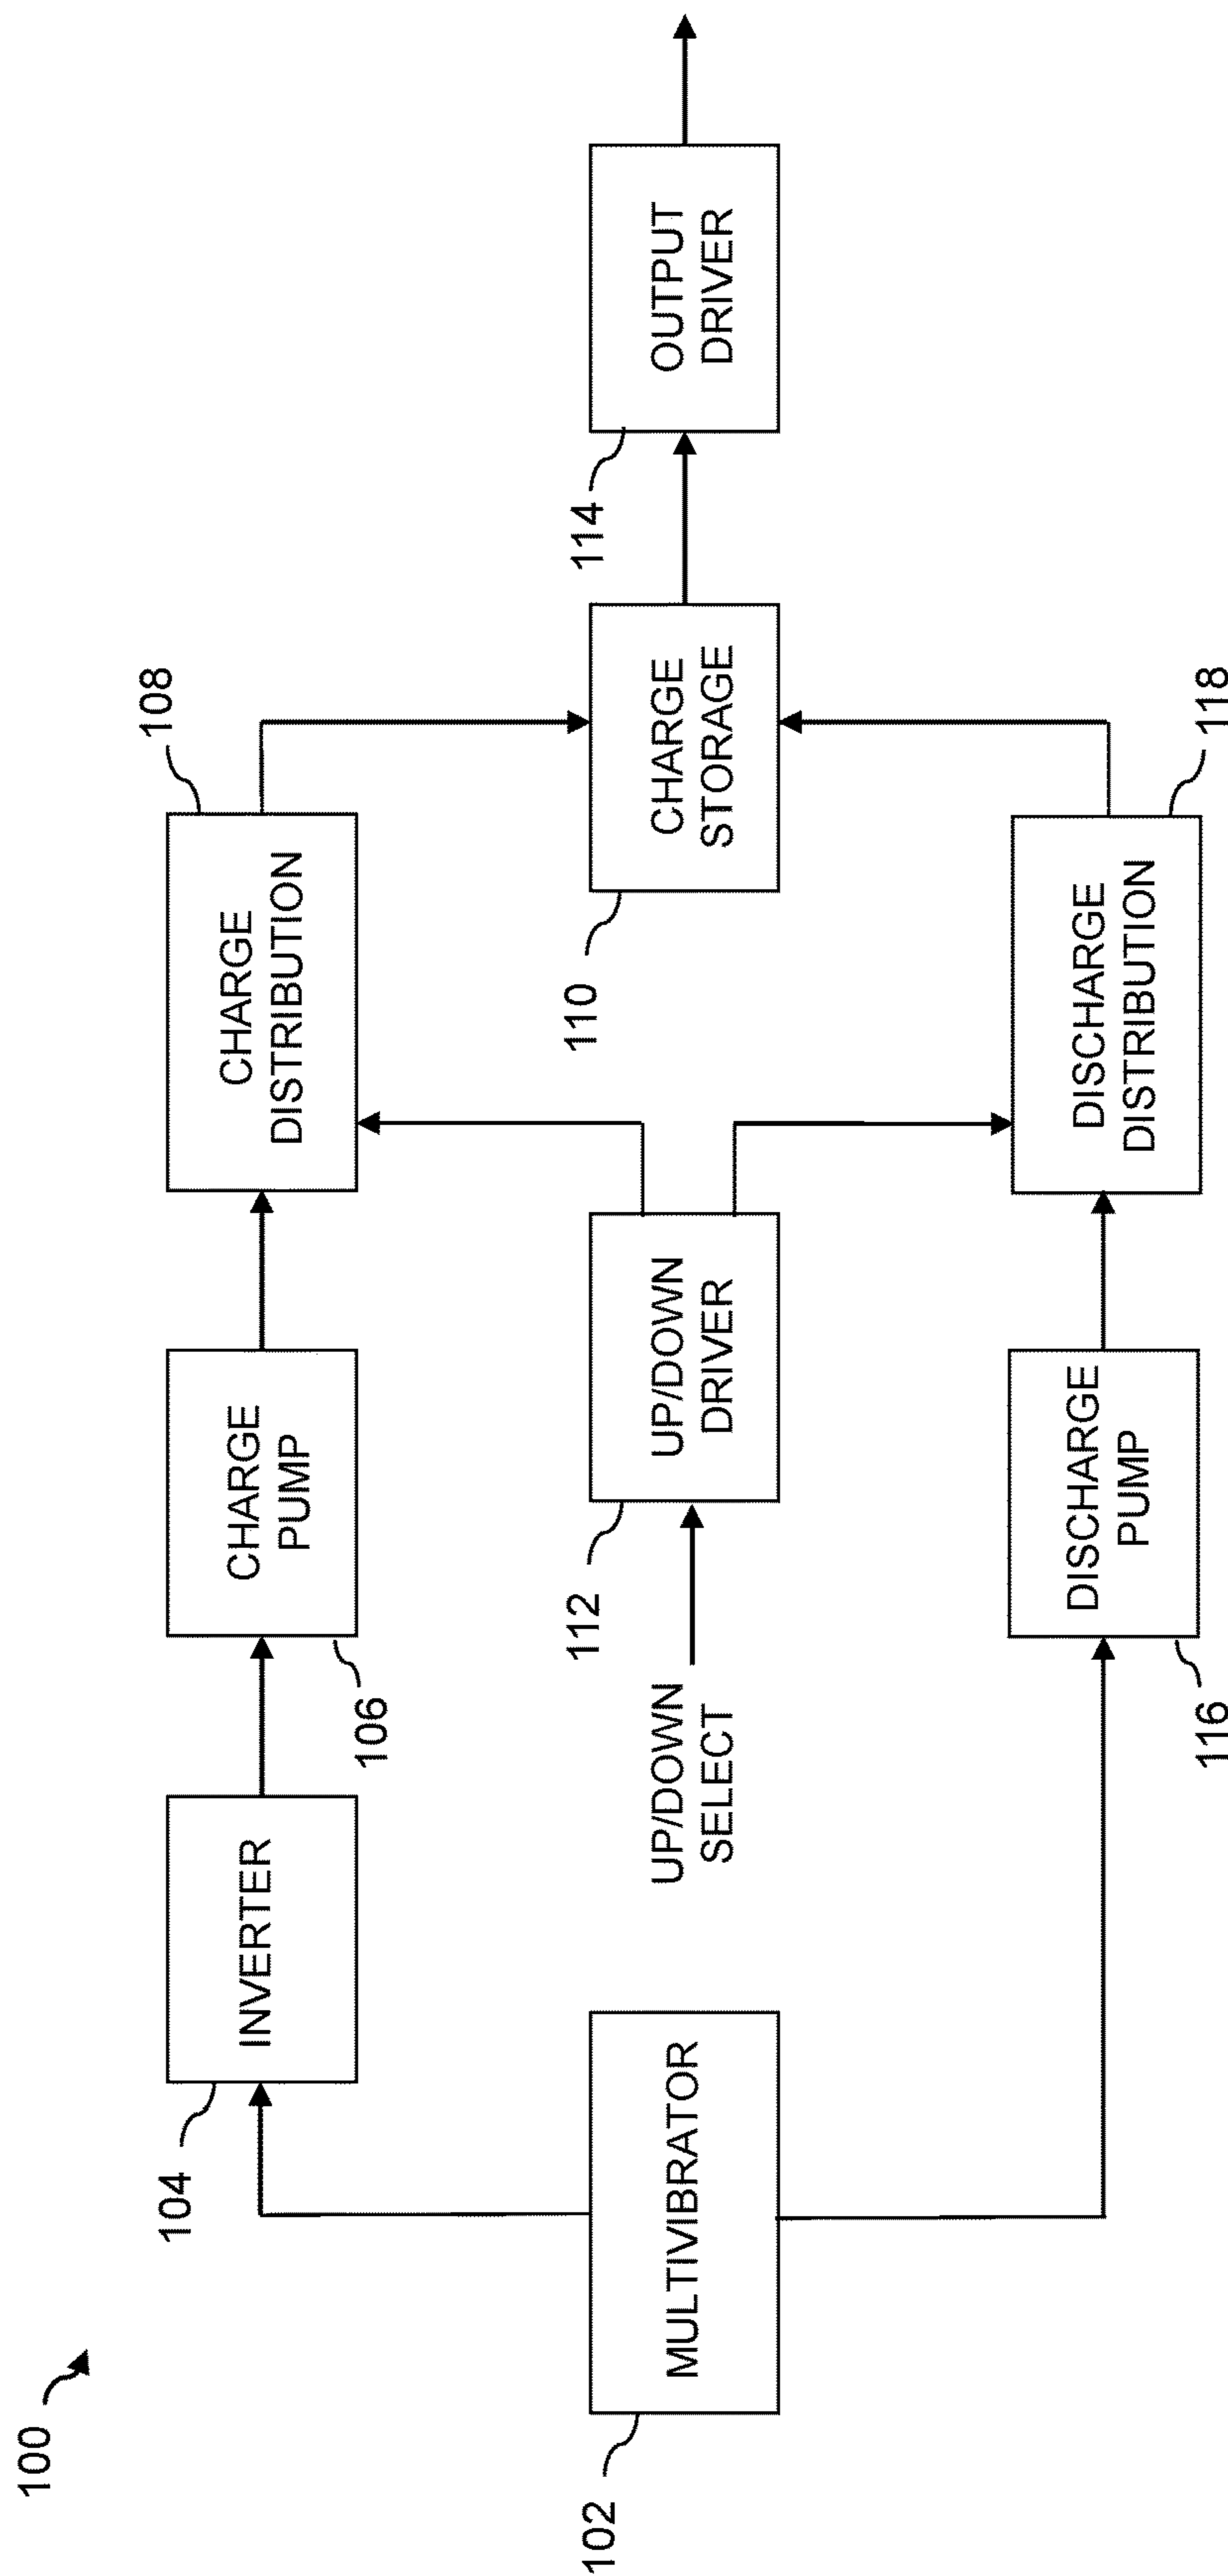 100
104
INVERTER
106
CHARGE
PUMP
108
CHARGE
DISTRIBUTION
102
MULTIVIBRATOR
UP/DOWN
SELECT
112
UP/DOWN
DRIVER
110
CHARGE
STORAGE
114
OUTPUT
DRIVER
116
DISCHARGE
PUMP
118
DISCHARGE
DISTRIBUTION